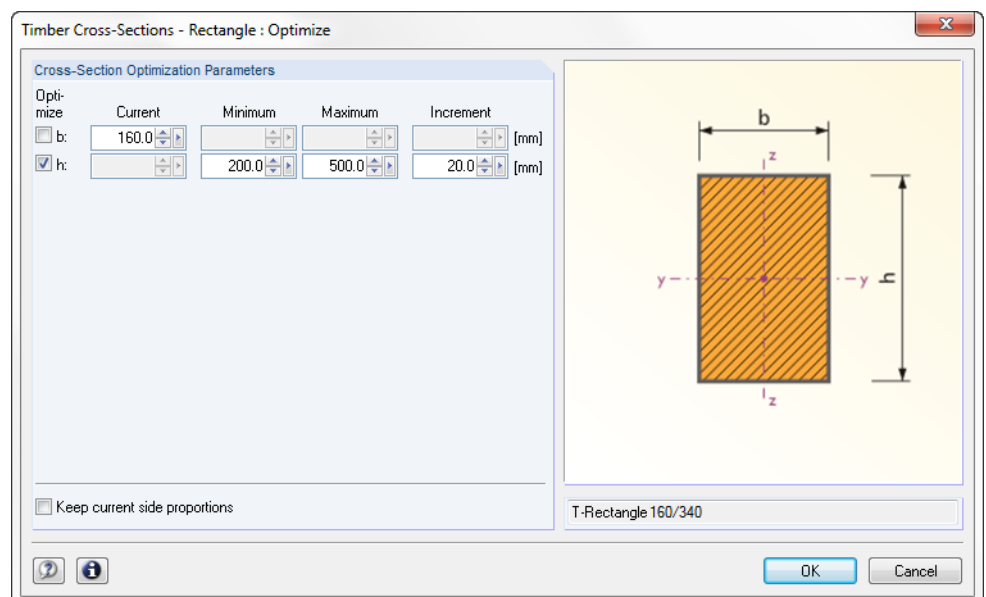 Timber Cross-Sections - Rectangle : Optimize
Cross-Section Optimization Parameters
Opti-
mize Current Minimum Maximum Increment
b: 160.0 [mm]
h: 200.0 500.0 20.0 [mm]
Keep current side proportions
b
z
y y h
z
T-Rectangle 160/340
OK Cancel